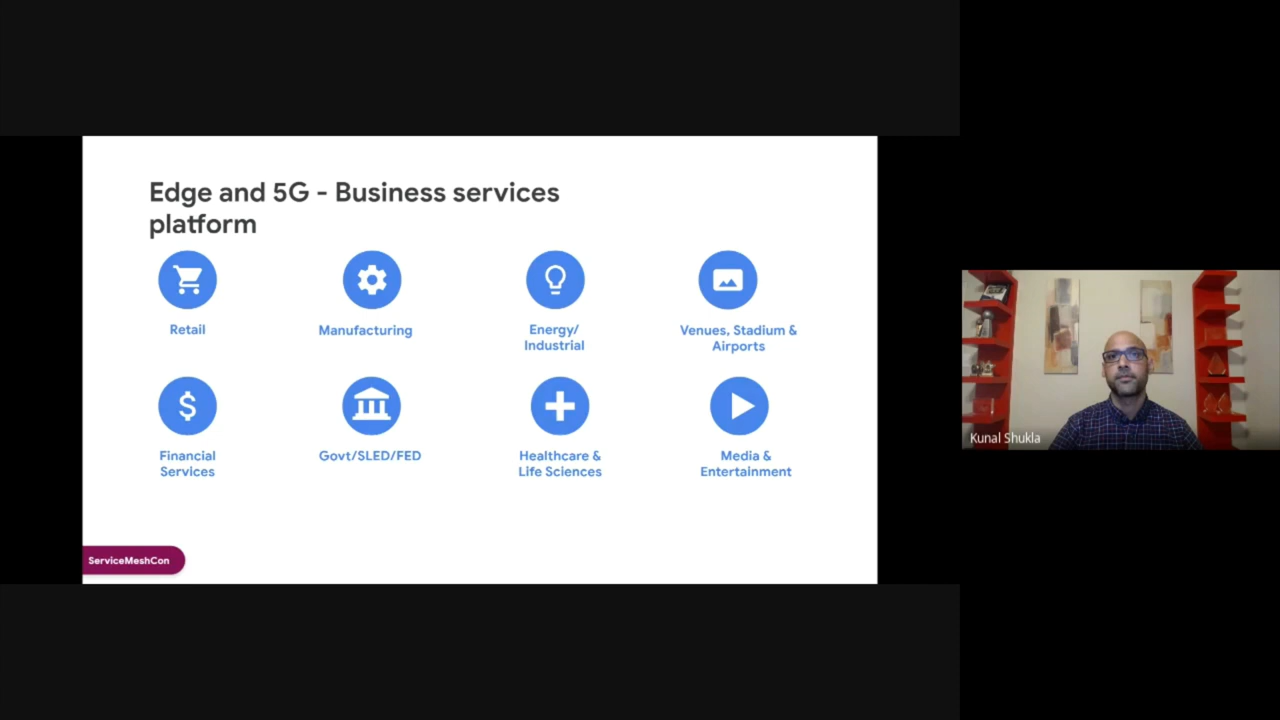 Edge and 5G - Business services
platform
Retail
Manufacturing
Energy/
Industrial
Venues, Stadium &
Airports
$
Financial
Services
Govt/SLED/FED
Healthcare &
Life Sciences
Media &
Entertainment
ServiceMeshCon
Kunal Shukla